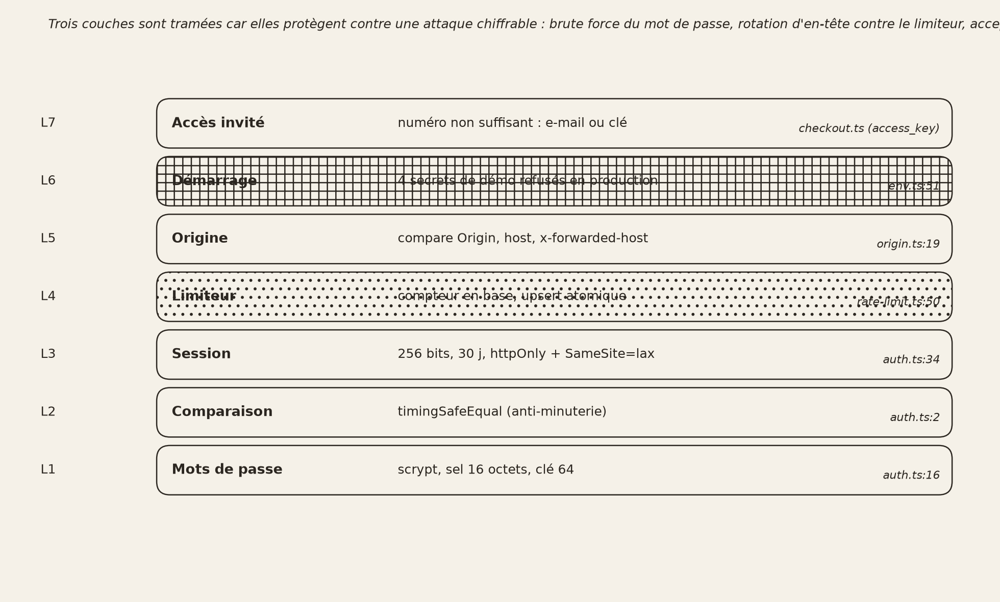 Trois couches sont tramées car elles protègent contre une attaque chiffrable : brute force du mot de passe, rotation d'en-tête contre le limiteur,
L7 Accès invité numéro non suffisant : e-mail ou clé checkout.ts (access_key)
L6 Démarrage 4 secrets de démo refusés en production env.ts:51
L5 Origine compare Origin, host, x-forwarded-host origin.ts:19
L4 Limiteur compteur en base, upsert atomique rate-limit.ts:50
L3 Session 256 bits, 30 j, httpOnly + SameSite=lax auth.ts:34
L2 Comparaison timingSafeEqual (anti-minuterie) auth.ts:2
L1 Mots de passe scrypt, sel 16 octets, clé 64 auth.ts:16